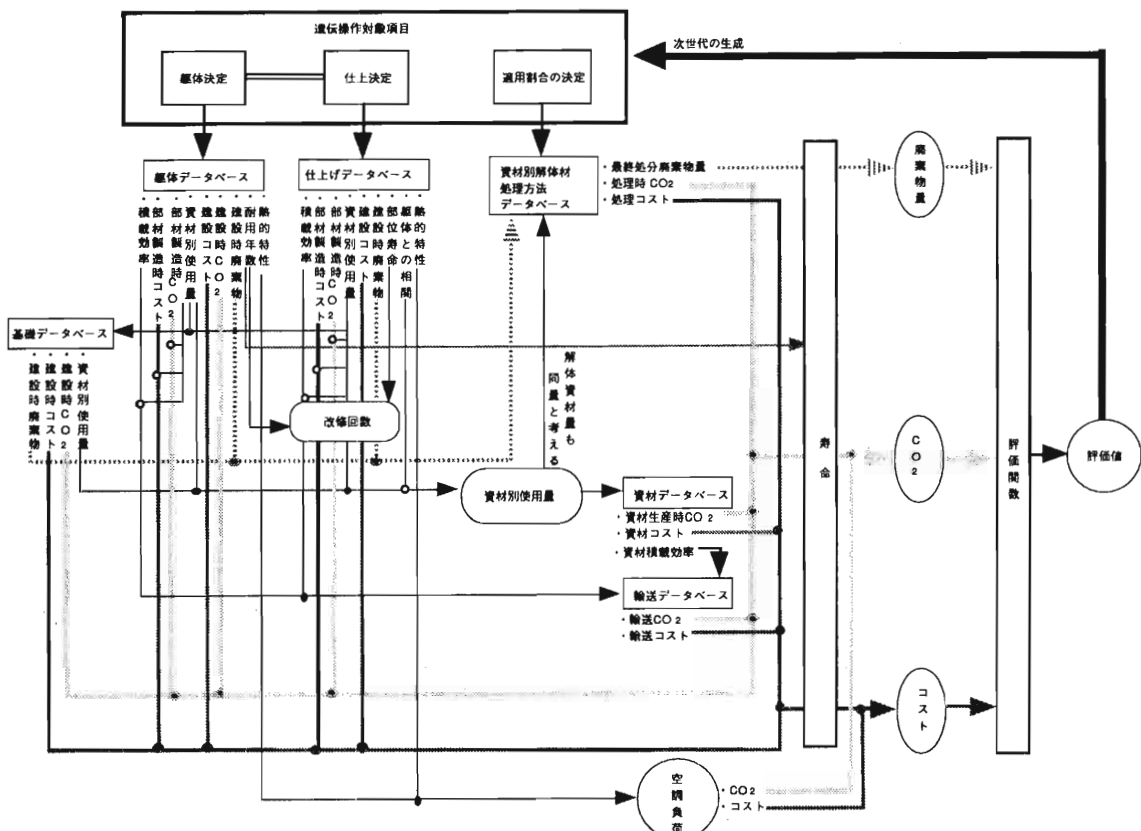 遺伝操作対象項目
次世代の生成
躯体決定
仕上決定
適用割合の決定
躯体データベース
・積載効率
・部材製造時コスト
・部材製造時CO2
・資材別使用量
・建設コスト
・建設時CO2
・建設時廃棄物
・耐用年数
・熱的特性
仕上げデータベース
・積載効率
・部材製造時コスト
・部材製造時CO2
・資材別使用量
・建設コスト
・建設時廃棄物
・部位寿命
・躯体との相関
・熱的特性
資材別解体材
処理方法
データベース
・最終処分廃棄物量
・処理時CO2
・処理コスト
廃棄物量
基礎データベース
・建設時廃棄物
・建設時コスト
・建設時CO2
・資材別使用量
改修回数
解体資材量も
同量と考える
資材別使用量
資材データベース
・資材生産時CO2
・資材コスト
・資材積載効率
輸送データベース
・輸送CO2
・輸送コスト
寿命
CO2
評価関数
評価値
コスト
空調負荷
・CO2
・コスト